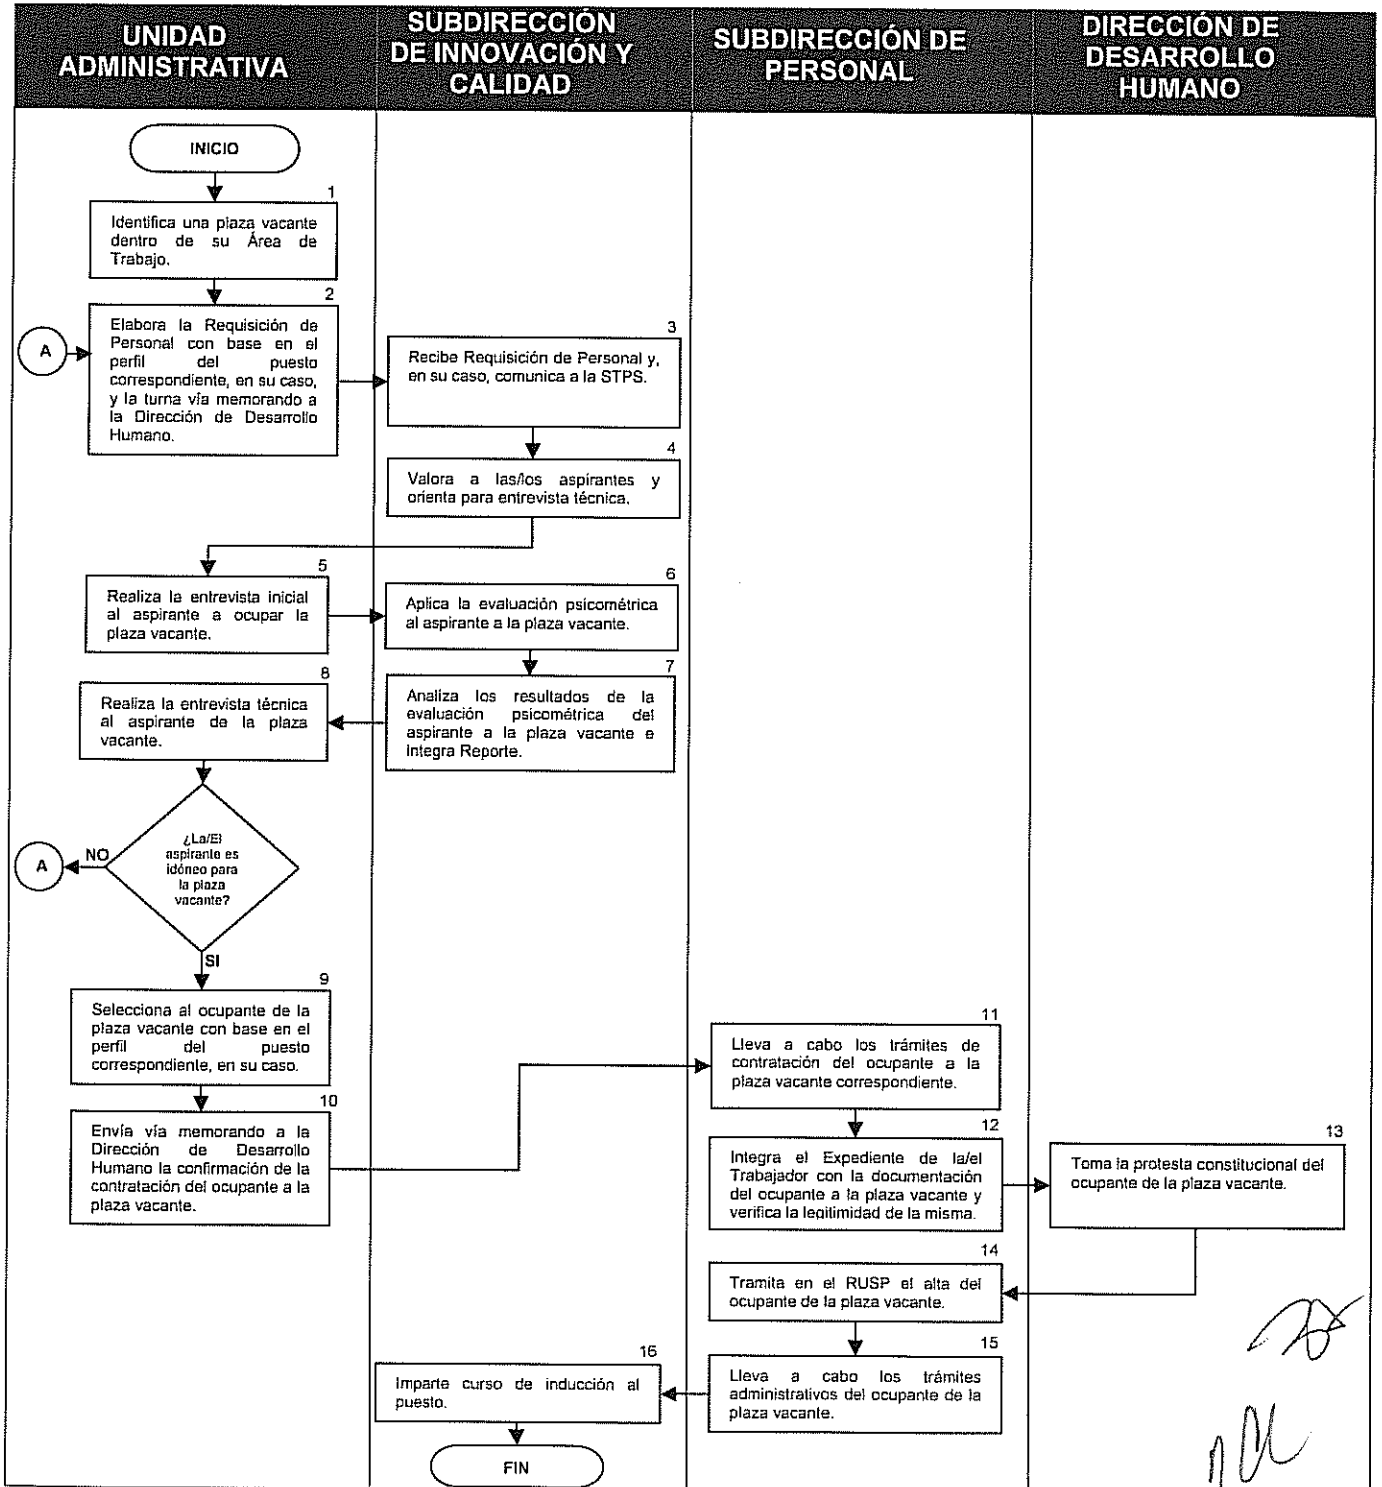 UNIDAD
ADMINISTRATIVA
SUBDIRECCIÓN
DE INNOVACIÓN Y
CALIDAD
SUBDIRECCIÓN DE
PERSONAL
DIRECCIÓN DE
DESARROLLO
HUMANO
INICIO
1
Identifica una plaza vacante
dentro de su Área de
Trabajo.
2
A
Elabora la Requisición de
Personal con base en el
perfil del puesto
correspondiente, en su caso,
y la turna vía memorando a
la Dirección de Desarrollo
Humano.
3
Recibe Requisición de Personal y,
en su caso, comunica a la STPS.
4
Valora a las/los aspirantes y
orienta para entrevista técnica.
5
Realiza la entrevista inicial
al aspirante a ocupar la
plaza vacante.
6
Aplica la evaluación psicométrica
al aspirante a la plaza vacante.
7
Analiza los resultados de la
evaluación psicométrica del
aspirante a la plaza vacante e
Integra Reporte.
8
Realiza la entrevista técnica
al aspirante de la plaza
vacante.
¿La/El
aspirante es
idóneo para
la plaza
vacante?
NO
A
SI
9
Selecciona al ocupante de la
plaza vacante con base en el
perfil del puesto
correspondiente, en su caso.
10
Envía vía memorando a la
Dirección de Desarrollo
Humano la confirmación de la
contratación del ocupante a la
plaza vacante.
11
Lleva a cabo los trámites de
contratación del ocupante a la
plaza vacante correspondiente.
12
Integra el Expediente de la/el
Trabajador con la documentación
del ocupante a la plaza vacante y
verifica la legitimidad de la misma.
13
Toma la protesta constitucional del
ocupante de la plaza vacante.
14
Tramita en el RUSP el alta del
ocupante de la plaza vacante.
15
Lleva a cabo los trámites
administrativos del ocupante de la
plaza vacante.
16
Imparte curso de inducción al
puesto.
FIN